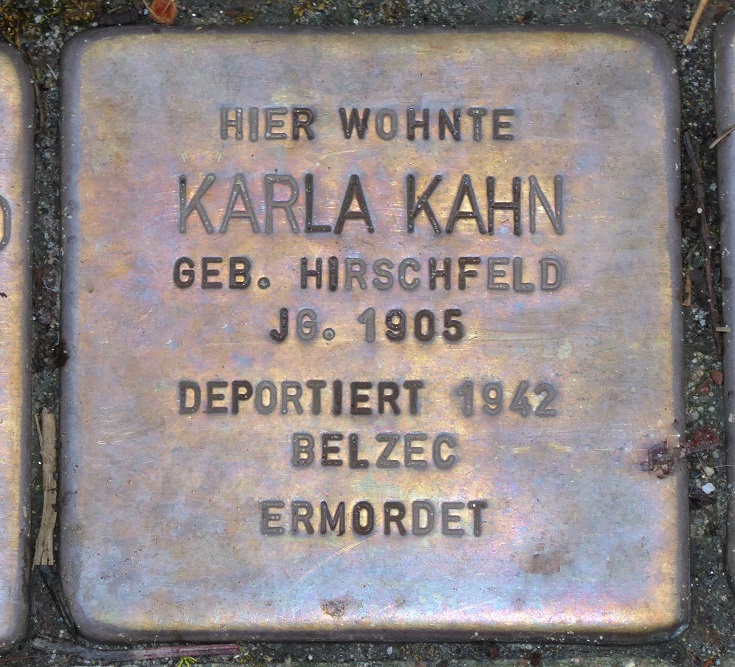 HIER WOHNTE
KARLA KAHN
GEB. HIRSCHFELD
JG. 1905
DEPORTIERT 1942
BELZEC
ERMORDET